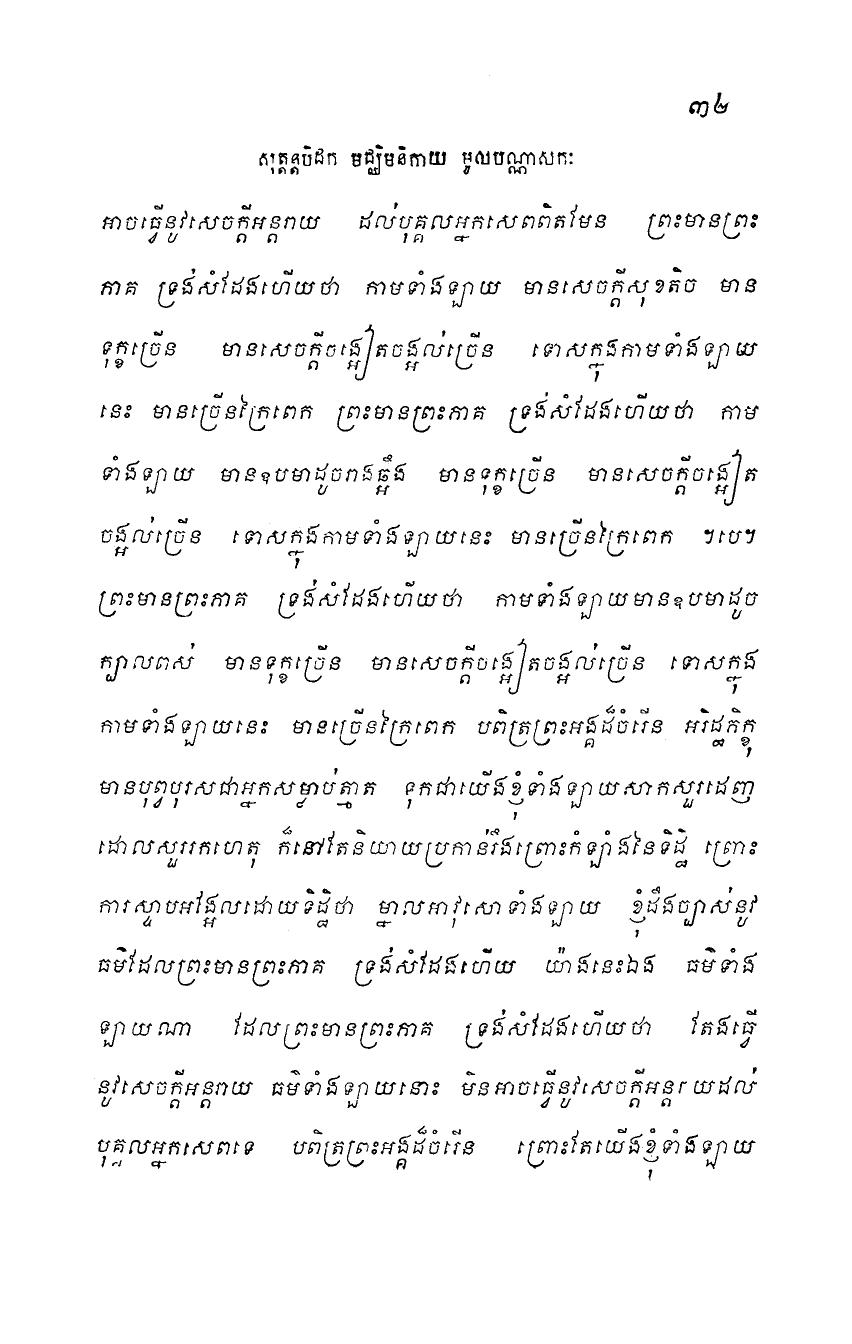 ៣២
សុត្តន្តបិដក មជ្ឈិមនិកាយ មូលបណ្ណាសកៈ
អាចធ្វើនូវសេចក្តីអន្តរាយ ដល់បុគ្គលអ្នកសេពពិតមែន ព្រះមានព្រះ
ភាគ ទ្រង់សំដែងហើយថា កាមទាំងឡាយ មានសេចក្តីសុខតិច មាន
ទុក្ខច្រើន មានសេចក្តីចង្អៀតចង្អល់ច្រើន ទោសក្នុងកាមទាំងឡាយ
នេះ មានច្រើនក្រៃពេក ព្រះមានព្រះភាគ ទ្រង់សំដែងហើយថា កាម
ទាំងឡាយ មានឧបមាដូចរាងឆ្អឹង មានទុក្ខច្រើន មានសេចក្តីចង្អៀត
ចង្អល់ច្រើន ទោសក្នុងកាមទាំងឡាយនេះ មានច្រើនក្រៃពេក ។បេ។
ព្រះមានព្រះភាគ ទ្រង់សំដែងហើយថា កាមទាំងឡាយមានឧបមាដូច
ក្បាលពស់ មានទុក្ខច្រើន មានសេចក្តីចង្អៀតចង្អល់ច្រើន ទោសក្នុង
កាមទាំងឡាយនេះ មានច្រើនក្រៃពេក បពិត្រព្រះអង្គដ៏ចំរើន អរិដ្ឋភិក្ខុ
មានបុព្វបុរសជាអ្នកសម្លាប់ត្មាត ទុកជាយើងខ្ញុំទាំងឡាយសាកសួរដេញ
ដោលសួររកហេតុ ក៏នៅតែនិយាយប្រកាន់រឹងព្រោះកំឡាំងនៃទិដ្ឋិ ព្រោះ
ការស្ទាបអង្អែលដោយទិដ្ឋិថា ម្នាលអាវុសោទាំងឡាយ ខ្ញុំដឹងច្បាស់នូវ
ធម៌ដែលព្រះមានព្រះភាគ ទ្រង់សំដែងហើយ យ៉ាងនេះឯង ធម៌ទាំង
ឡាយណា ដែលព្រះមានព្រះភាគ ទ្រង់សំដែងហើយថា តែងធ្វើ
នូវសេចក្តីអន្តរាយ ធម៌ទាំងឡាយនោះ មិនអាចធ្វើនូវសេចក្តីអន្តរាយដល់
បុគ្គលអ្នកសេពទេ បពិត្រព្រះអង្គដ៏ចំរើន ព្រោះតែយើងខ្ញុំទាំងឡាយ